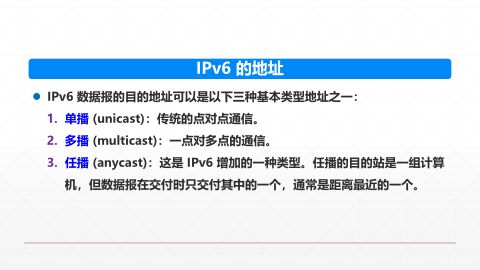 IPv6 的地址
IPv6 数据报的目的地址可以是以下三种基本类型地址之一：
1. 单播 (unicast)：传统的点对点通信。
2. 多播 (multicast)：一点对多点的通信。
3. 任播 (anycast)：这是 IPv6 增加的一种类型。任播的目的站是一组计算
机，但数据报在交付时只交付其中的一个，通常是距离最近的一个。